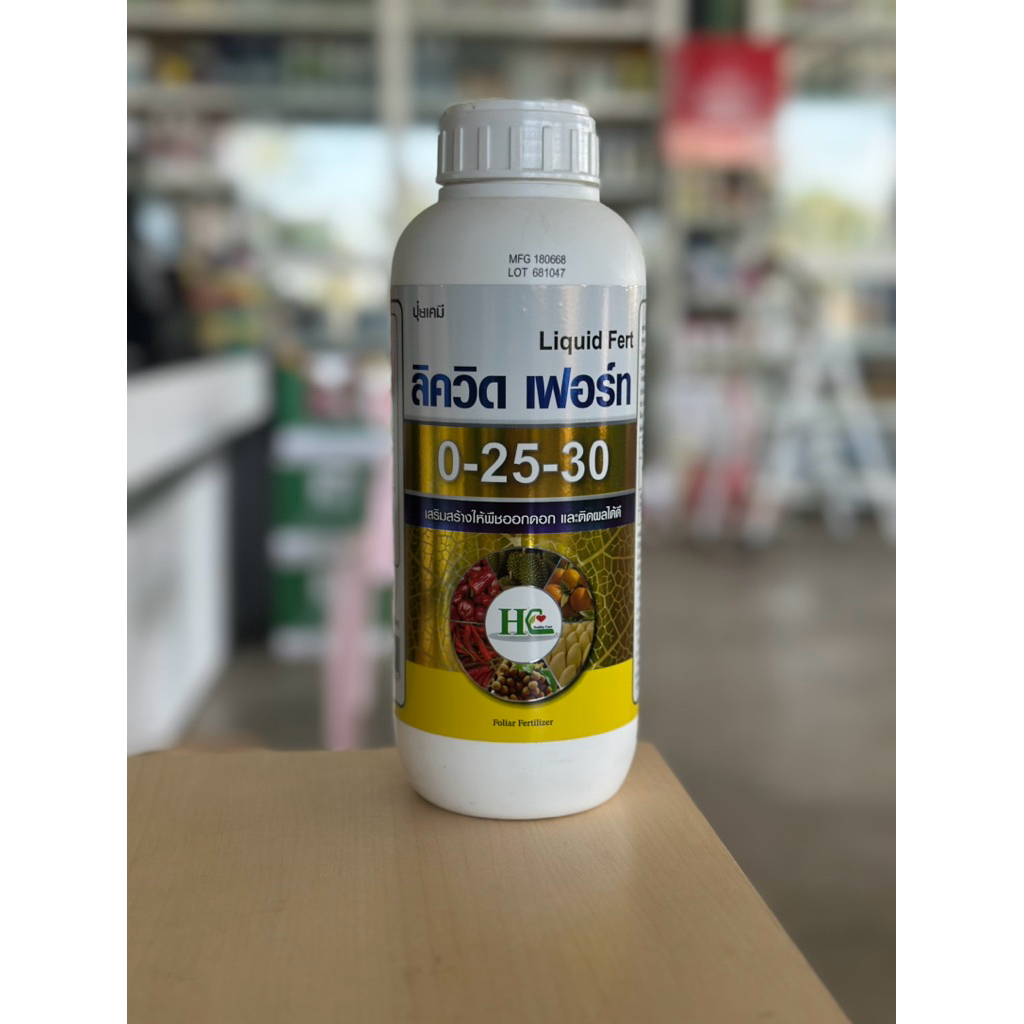 MFG 180668
LOT 681047
ปุ๋ยเคมี
Liquid Fert
ลิควิด เฟอร์ท
0-25-30
เสริมสร้างให้พืชออกดอก และติดผลได้ดี
HC
Healthy Care
Foliar Fertilizer